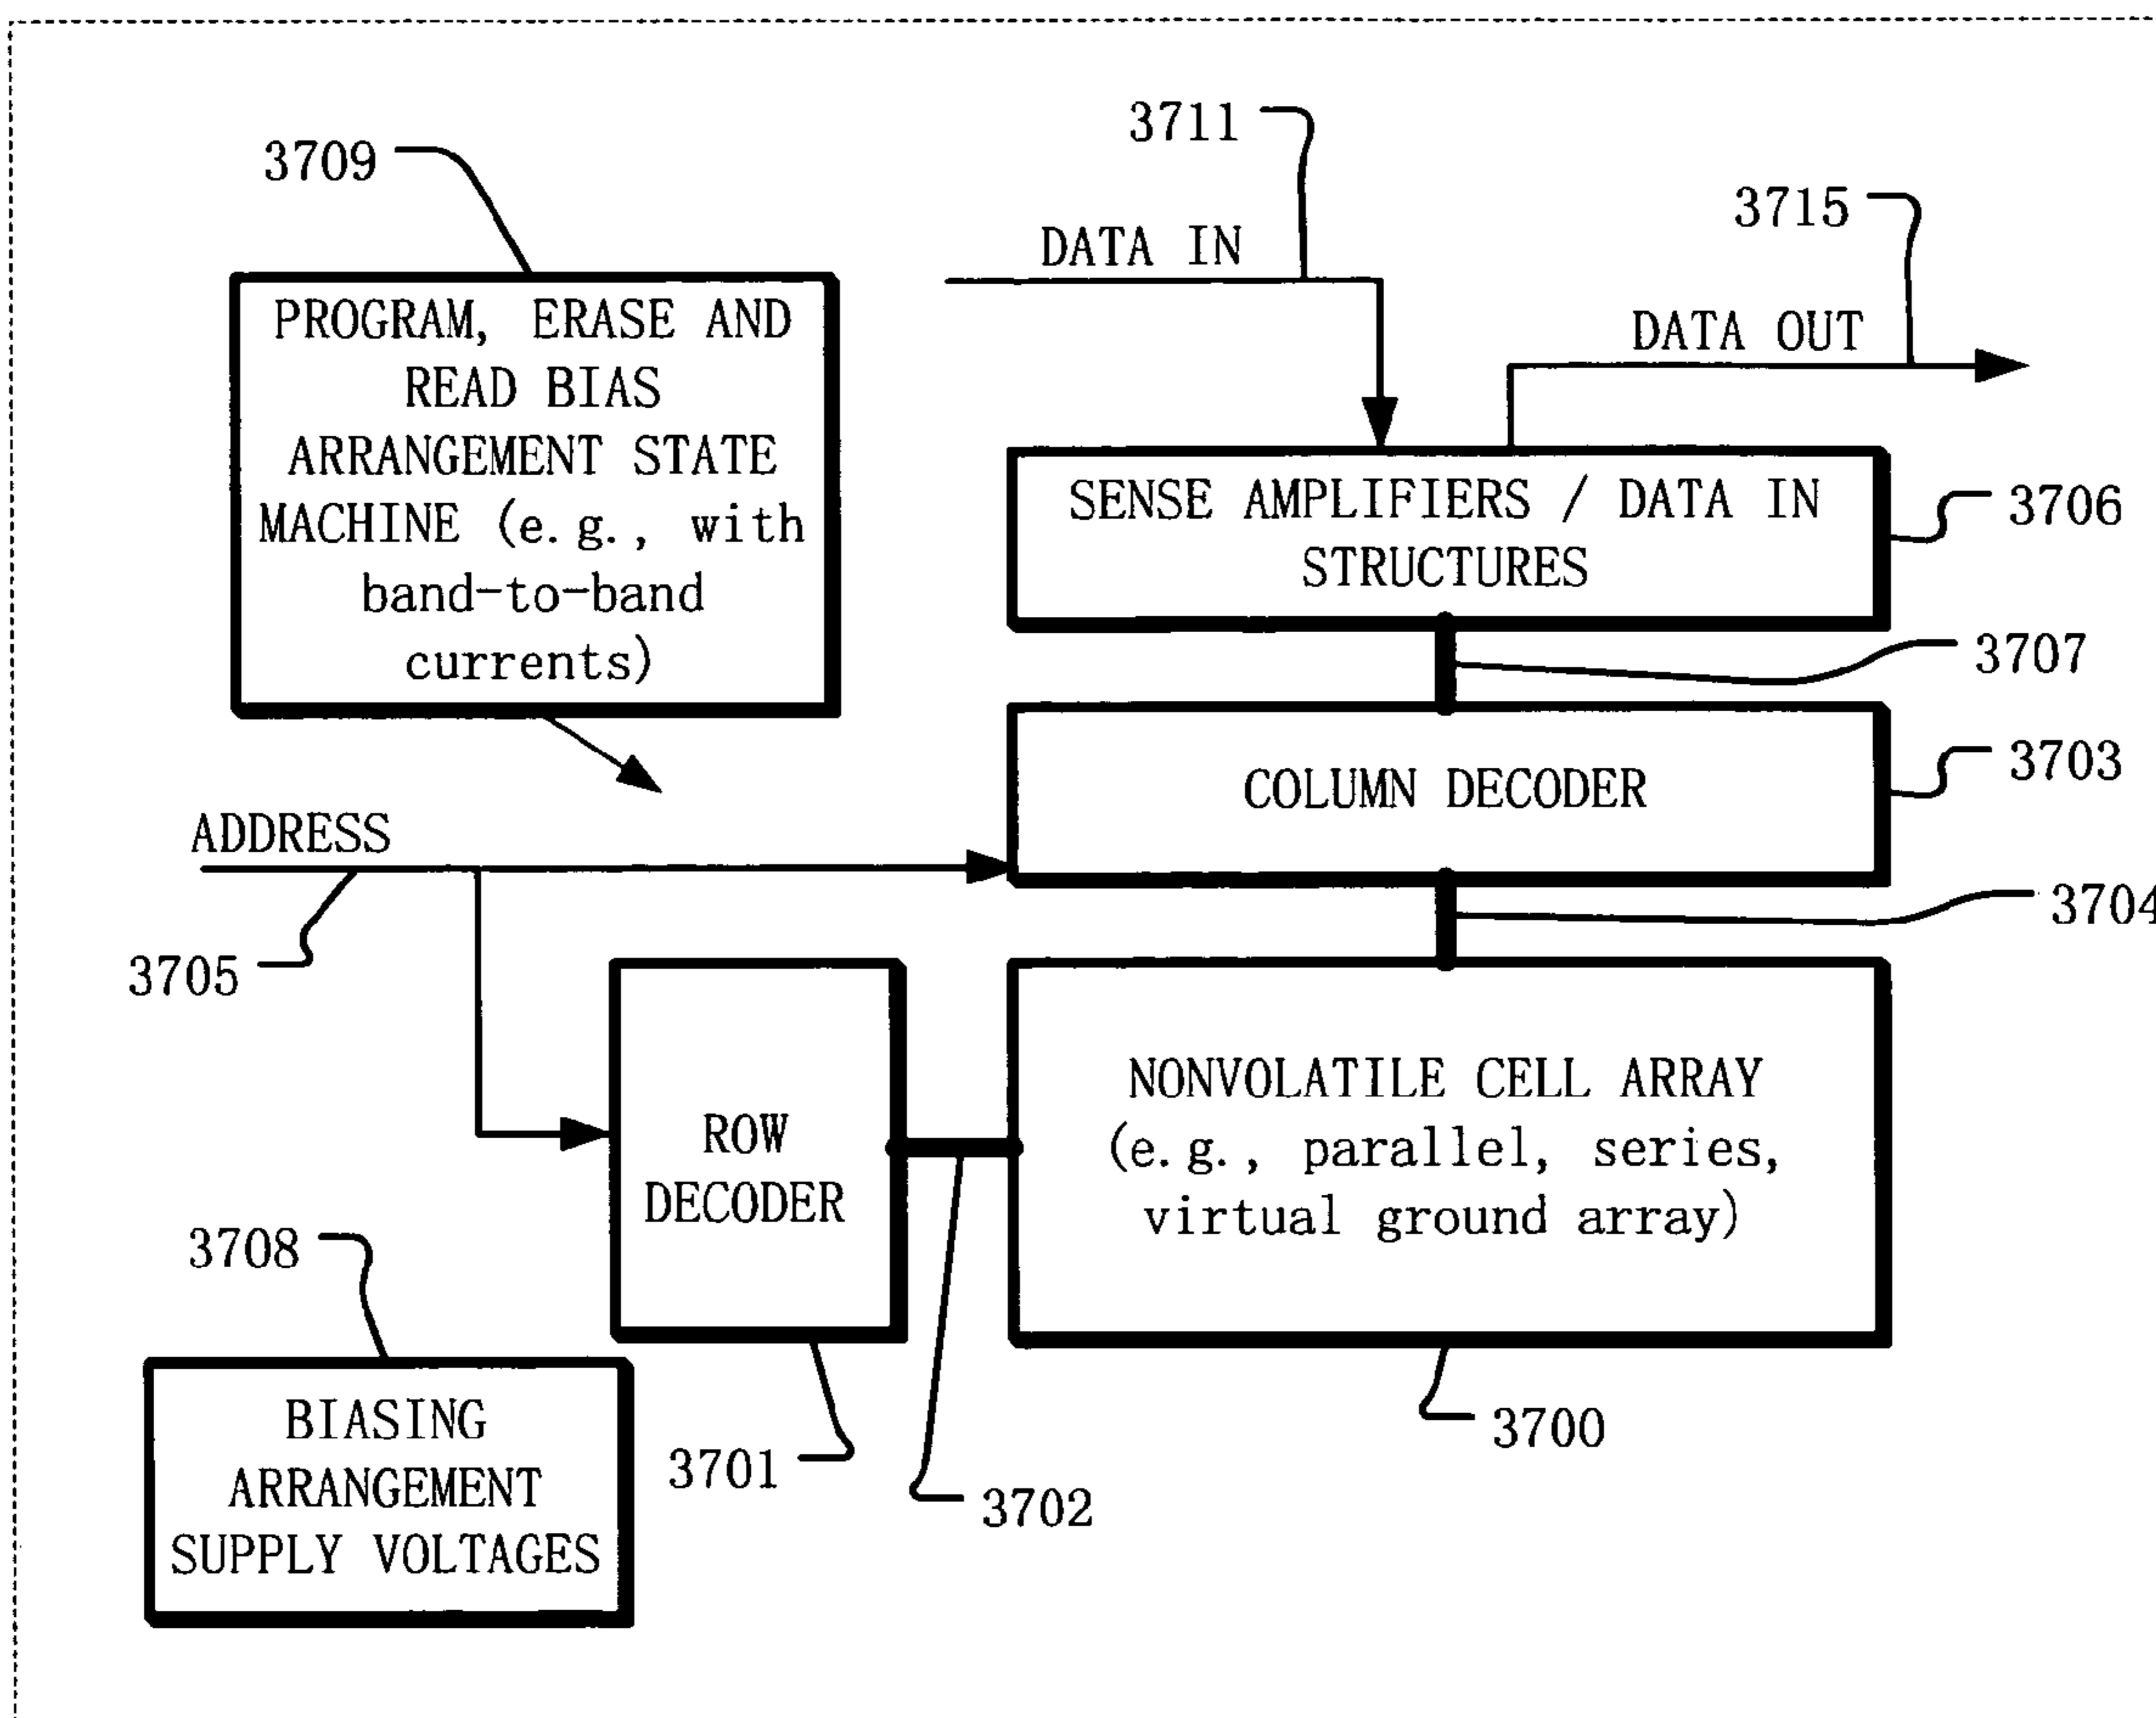 3711
3709
3715
DATA IN
PROGRAM, ERASE AND
READ BIAS
ARRANGEMENT STATE
MACHINE (e.g., with
band-to-band
currents)
DATA OUT
SENSE AMPLIFIERS / DATA IN
STRUCTURES
3706
3707
COLUMN DECODER
3703
ADDRESS
3704
3705
ROW
DECODER
NONVOLATILE CELL ARRAY
(e.g., parallel, series,
virtual ground array)
3708
3701
3702
3700
BIASING
ARRANGEMENT
SUPPLY VOLTAGES